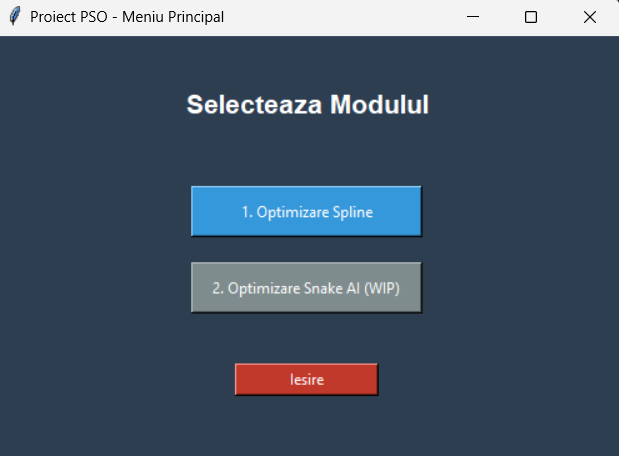 Proiect PSO - Meniu Principal
Selecteaza Modulul
1. Optimizare Spline
2. Optimizare Snake AI (WIP)
Iesire